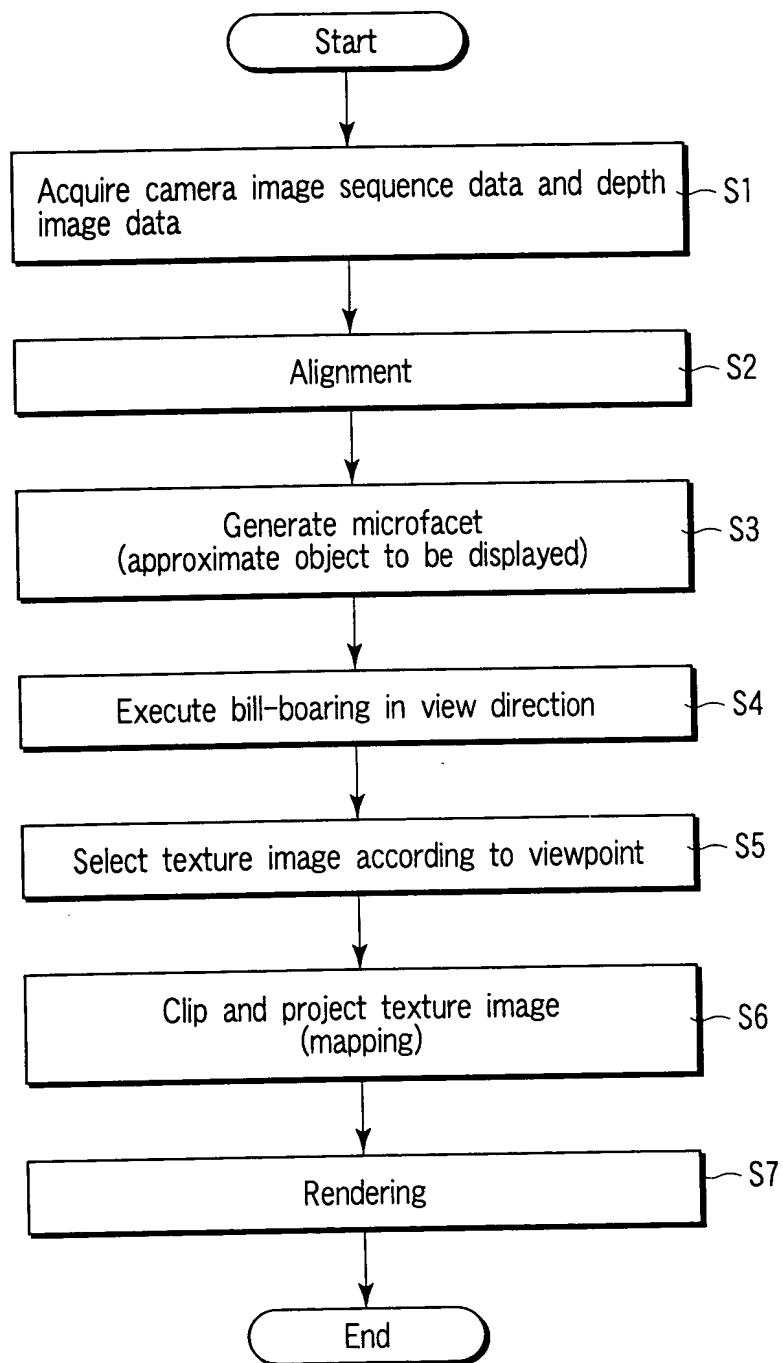 Start
Acquire camera image sequence data and depth
image data
S1
Alignment
S2
Generate microfacet
(approximate object to be displayed)
S3
Execute bill-boaring in view direction
S4
Select texture image according to viewpoint
S5
Clip and project texture image
(mapping)
S6
Rendering
S7
End